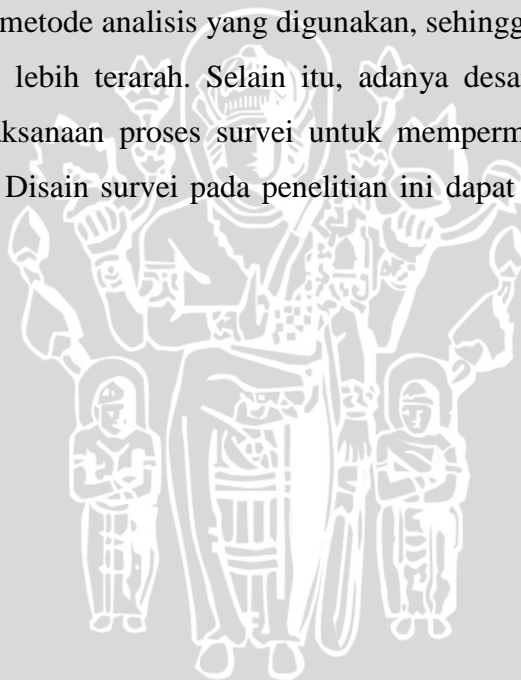 metode analisis yang digunakan, sehingg
lebih terarah. Selain itu, adanya desa
aksanaan proses survei untuk memperm
Disain survei pada penelitian ini dapat